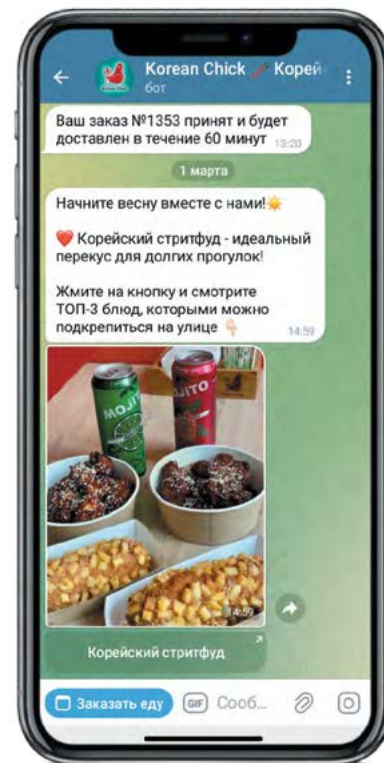 Korean Chick 🥢 Корей
бот
Ваш заказ №1353 принят и будет
доставлен в течение 60 минут 13:20
1 марта
Начните весну вместе с нами!☀️
❤️ Корейский стритфуд - идеальный
перекус для долгих прогулок!
Жмите на кнопку и смотрите
ТОП-3 блюд, которыми можно
подкрепиться на улице 👇🏻 14:59
MOJITO
14:59
Корейский стритфуд
Заказать еду GIF Сооб...